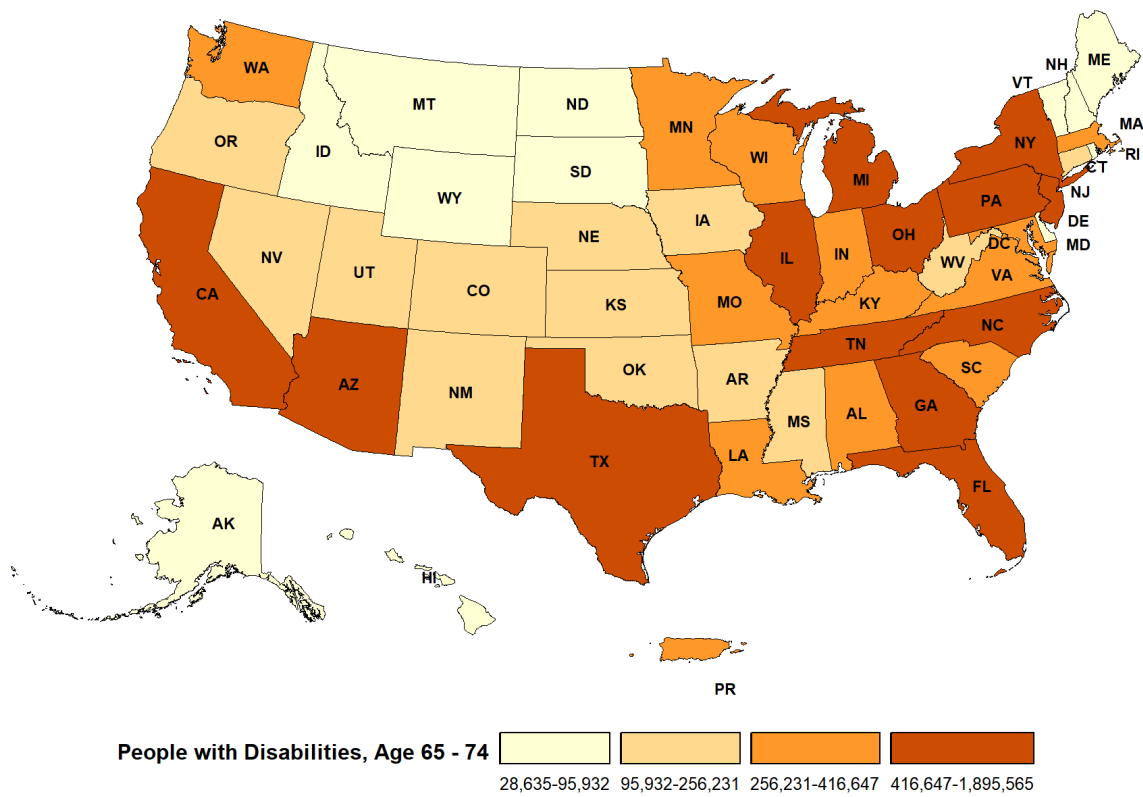 WA
MT
ND
MN
VT
NH
ME
OR
ID
SD
WI
MI
NY
MA
RI
CT
WY
IA
PA
NJ
NV
UT
NE
IL
IN
OH
DE
MD
DC
WV
VA
CA
CO
KS
MO
KY
AZ
NM
OK
AR
TN
NC
SC
MS
AL
GA
TX
LA
FL
AK
HI
PR
People with Disabilities, Age 65 - 74
28,635-95,932 95,932-256,231 256,231-416,647 416,647-1,895,565